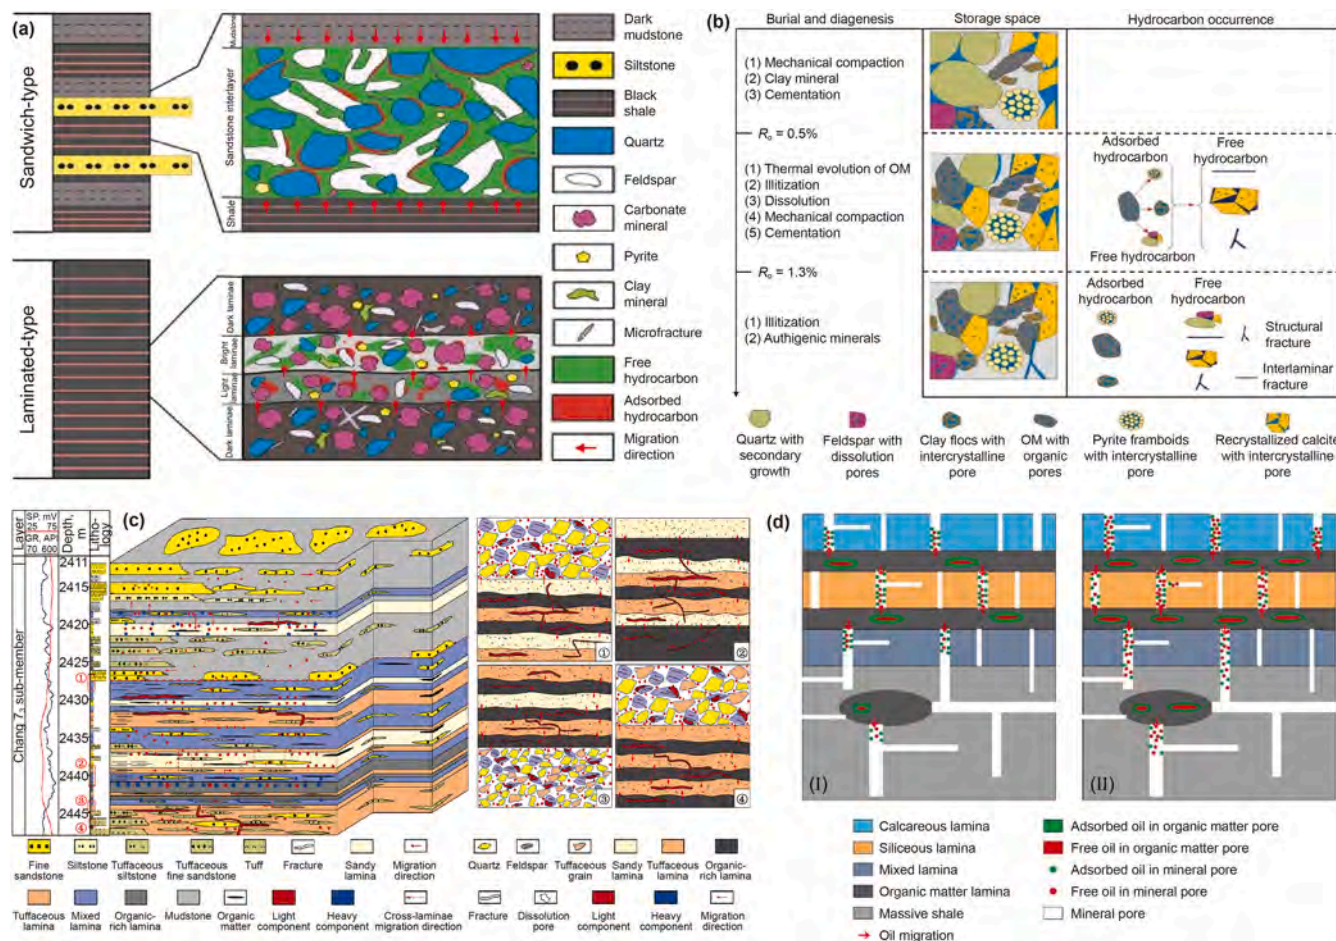 (a)
Sandwich-type
Mudstone
Sandstone interlayer
Shale
Laminated-type
Dark laminae
Bright
laminae
Light
laminae
Dark laminae
Dark
mudstone
Siltstone
Black
shale
Quartz
Feldspar
Carbonate
mineral
Pyrite
Clay
mineral
Microfracture
Free
hydrocarbon
Adsorbed
hydrocarbon
Migration
direction
(b)
Burial and diagenesis
Storage space
Hydrocarbon occurrence
(1) Mechanical compaction
(2) Clay mineral
(3) Cementation
Rₒ = 0.5%
(1) Thermal evolution of OM
(2) Illitization
(3) Dissolution
(4) Mechanical compaction
(5) Cementation
Rₒ = 1.3%
(1) Illitization
(2) Authigenic minerals
Adsorbed
hydrocarbon
Free
hydrocarbon
Free hydrocarbon
Adsorbed
hydrocarbon
Free
hydrocarbon
Structural
fracture
Interlaminar
fracture
Quartz with
secondary
growth
Feldspar with
dissolution
pores
Clay flocs with
intercrystalline
pore
OM with
organic
pores
Pyrite framboids
with intercrystalline
pore
Recrystallized calcite
with intercrystalline
pore
(c)
Layer
SP, mV
25 75
GR, API
70 600
Depth,
m
Litho-
logy
Chang 7₃ sub-member
2411
2415
2420
2425
①
2430
2435
②
2440
③
2445
④
①
②
③
④
Fine
sandstone
Siltstone
Tuffaceous
siltstone
Tuffaceous
fine sandstone
Tuff
Fracture
Sandy
lamina
Migration
direction
Quartz
Feldspar
Tuffaceous
grain
Sandy
lamina
Tuffaceous
lamina
Organic-
rich lamina
Tuffaceous
lamina
Mixed
lamina
Organic-
rich lamina
Mudstone
Organic
matter
Light
component
Heavy
component
Cross-laminae
migration direction
Fracture
Dissolution
pore
Light
component
Heavy
component
Migration
direction
(d)
(I)
(II)
Calcareous lamina
Siliceous lamina
Mixed lamina
Organic matter lamina
Massive shale
Oil migration
Adsorbed oil in organic matter pore
Free oil in organic matter pore
Adsorbed oil in mineral pore
Free oil in mineral pore
Mineral pore